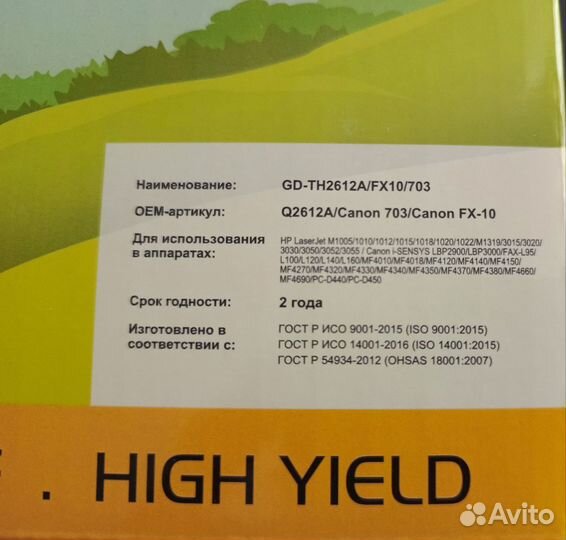 Наименование: GD-TH2612A/FX10/703
OEM-артикул: Q2612A/Canon 703/Canon FX-10
Для использования
в аппаратах:
HP LaserJet M1005/1010/1012/1015/1018/1020/1022/M1319/3015/3020/
3030/3050/3052/3055 / Canon i-SENSYS LBP2900/LBP3000/FAX-L95/
L100/L120/L140/L160/MF4010/MF4018/MF4120/MF4140/MF4150/
MF4270/MF4320/MF4330/MF4340/MF4350/MF4370/MF4380/MF4660/
MF4690/PC-D440/PC-D450
Срок годности: 2 года
Изготовлено в
соответствии с:
ГОСТ Р ИСО 9001-2015 (ISO 9001:2015)
ГОСТ Р ИСО 14001-2016 (ISO 14001:2015)
ГОСТ Р 54934-2012 (OHSAS 18001:2007)
. HIGH YIELD
Avito